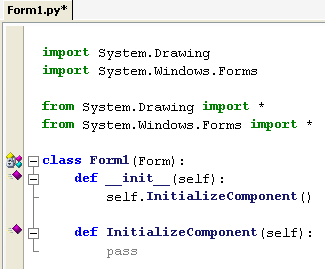 Form1.py*
import System.Drawing
import System.Windows.Forms
from System.Drawing import *
from System.Windows.Forms import *
class Form1(Form):
def __init__(self):
self.InitializeComponent()
def InitializeComponent(self):
pass